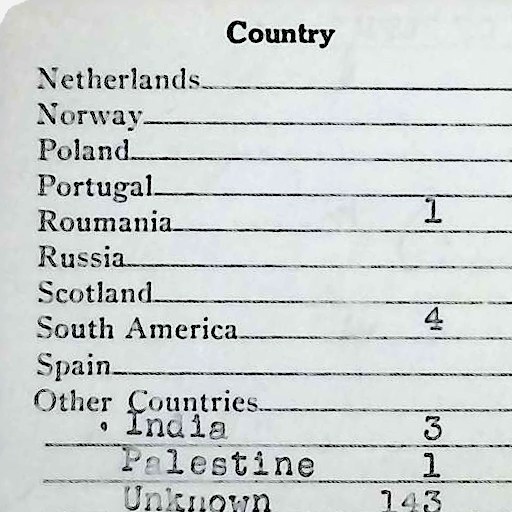 Country
Netherlands
Norway
Poland
Portugal
Roumania 1
Russia
Scotland
South America 4
Spain
Other Countries
India 3
Palestine 1
Unknown 143